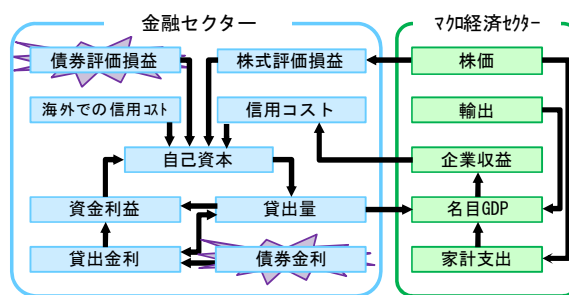 金融セクター
マクロ経済セクター
債券評価損益
株式評価損益
株価
海外での信用コスト
信用コスト
輸出
自己資本
企業収益
資金利益
貸出量
名目GDP
貸出金利
債券金利
家計支出